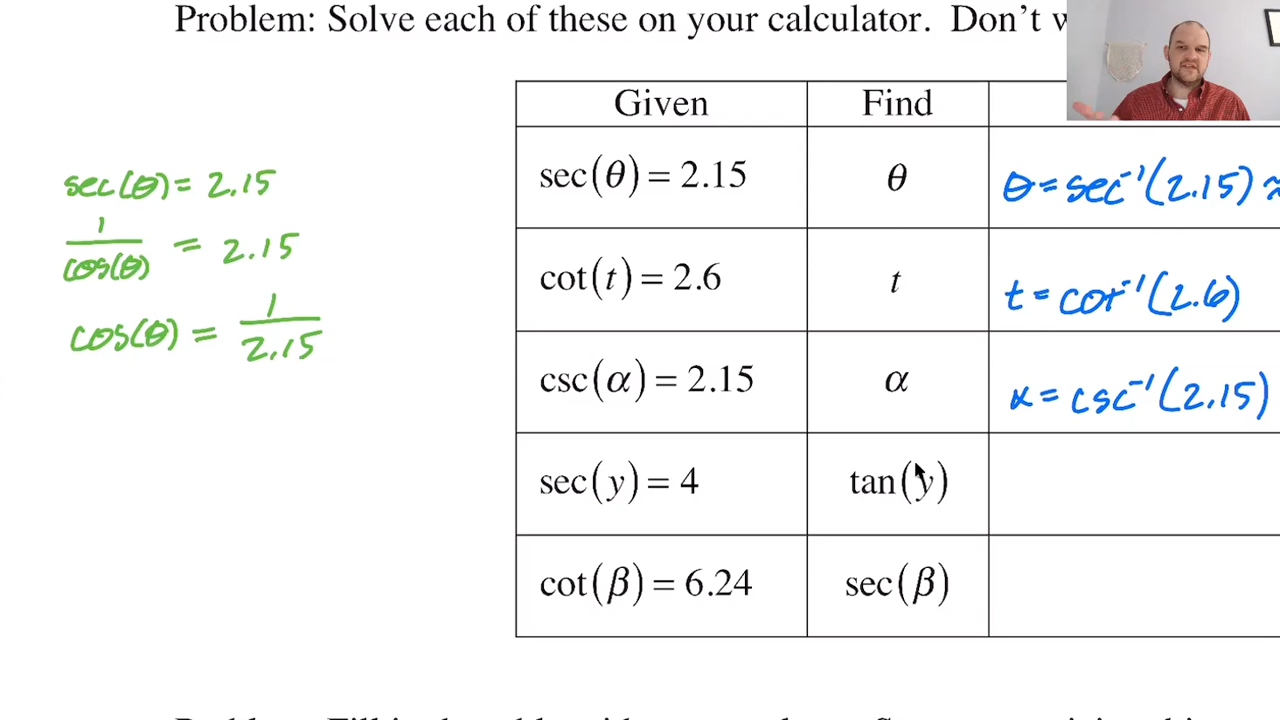 Problem: Solve each of these on your calculator. Don't
Given Find
sec(θ) = 2.15 θ θ = sec⁻¹(2.15) ≈
cot(t) = 2.6 t t = cot⁻¹(2.6)
csc(α) = 2.15 α α = csc⁻¹(2.15)
sec(y) = 4 tan(y)
cot(β) = 6.24 sec(β)
sec(θ) = 2.15
1/cos(θ) = 2.15
cos(θ) = 1/2.15